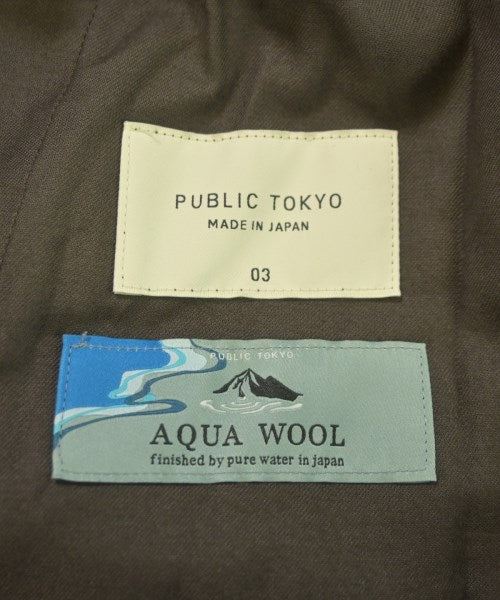 PUBLIC TOKYO
MADE IN JAPAN
03
PUBLIC TOKYO
AQUA WOOL
finished by pure water in japan